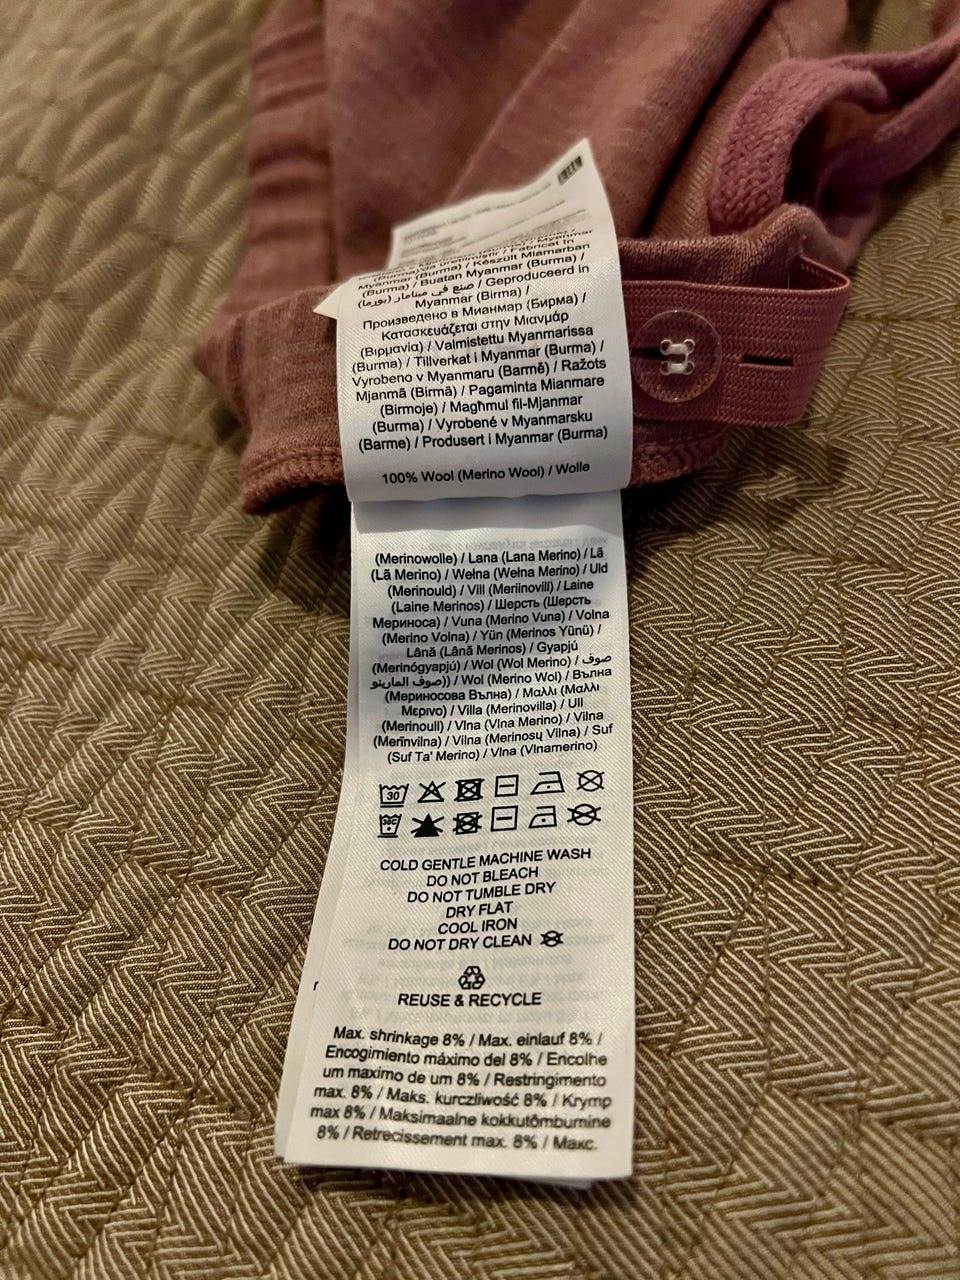 Myanmar (Burma) / Készült Miamarban
(Burma) / Buatan Myanmar (Burma) /
صنع في ميانمار (بورما) / Geproduceerd in
Myanmar (Birma) /
Произведено в Мианмар (Бирма) /
Κατασκευάζεται στην Μιανμάρ
(Βιρμανία) / Valmistettu Myanmarissa
(Burma) / Tillverkat i Myanmar (Burma) /
Vyrobeno v Myanmaru (Barmě) / Ražots
Mjanmā (Birmā) / Pagaminta Mianmare
(Birmoje) / Magħmul fil-Mjanmar
(Burma) / Vyrobené v Myanmarsku
(Barme) / Produsert i Myanmar (Burma)
100% Wool (Merino Wool) / Wolle
(Merinowolle) / Lana (Lana Merino) / Lã
(Lã Merino) / Wełna (Wełna Merino) / Uld
(Merinould) / Vill (Meriinovill) / Laine
(Laine Merinos) / Шерсть (Шерсть
Мериноса) / Vuna (Merino Vuna) / Volna
(Merino Volna) / Yün (Merinos Yünü) /
Lână (Lână Merinos) / Gyapjú
(Merinógyapjú) / Wol (Wol Merino) / صوف
صوف المارينو)) / Wol (Merino Wol) / Вълна
(Мериносова Вълна) / Μαλλι (Μαλλι
Μερινο) / Villa (Merinovilla) / Ull
(Merinoull) / Vlna (Vlna Merino) / Vilna
(Merīnvilna) / Vilna (Merinosų Vilna) / Suf
(Suf Ta' Merino) / Vlna (Vlnamerino)
30
30C
COLD GENTLE MACHINE WASH
DO NOT BLEACH
DO NOT TUMBLE DRY
DRY FLAT
COOL IRON
DO NOT DRY CLEAN
REUSE & RECYCLE
Max. shrinkage 8% / Max. einlauf 8% /
Encogimiento máximo del 8% / Encolhe
um maximo de um 8% / Restringimento
max. 8% / Maks. kurczliwość 8% / Krymp
max 8% / Maksimaalne kokkutõmbumine
8% / Retrecissement max. 8% / Макс.